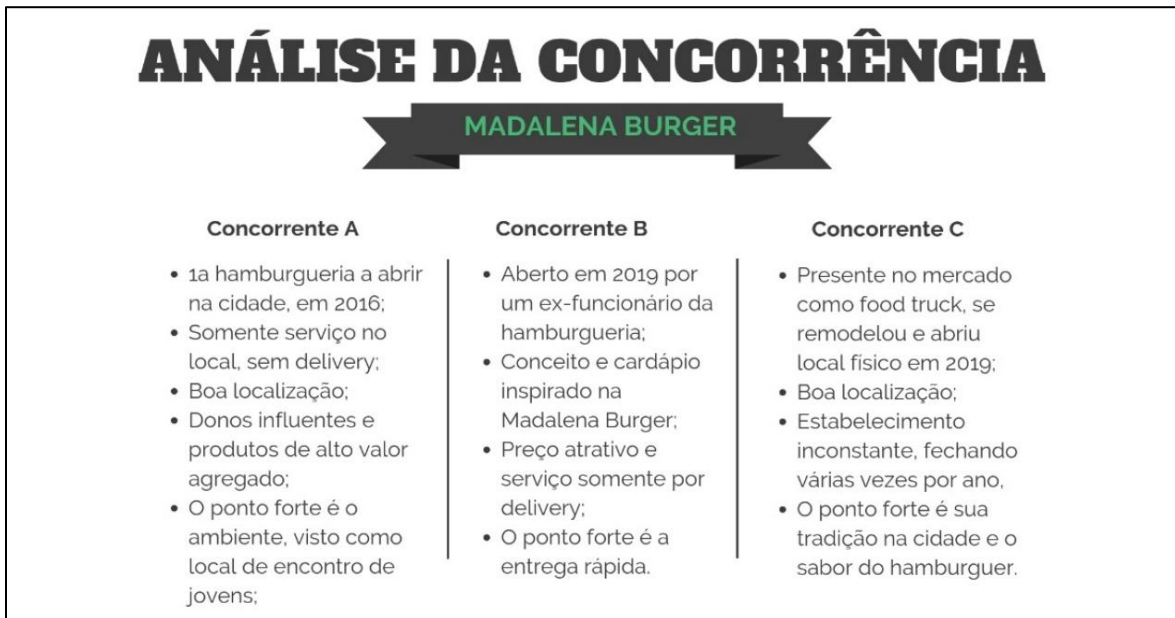 ANÁLISE DA CONCORRÊNCIA
MADALENA BURGER
Concorrente A
• 1a hamburgueria a abrir
na cidade, em 2016;
• Somente serviço no
local, sem delivery;
• Boa localização;
• Donos influentes e
produtos de alto valor
agregado;
• O ponto forte é o
ambiente, visto como
local de encontro de
jovens;
Concorrente B
• Aberto em 2019 por
um ex-funcionário da
hamburgueria;
• Conceito e cardápio
inspirado na
Madalena Burger;
• Preço atrativo e
serviço somente por
delivery;
• O ponto forte é a
entrega rápida.
Concorrente C
• Presente no mercado
como food truck, se
remodelou e abriu
local físico em 2019;
• Boa localização;
• Estabelecimento
inconstante, fechando
várias vezes por ano,
• O ponto forte é sua
tradição na cidade e o
sabor do hamburguer.